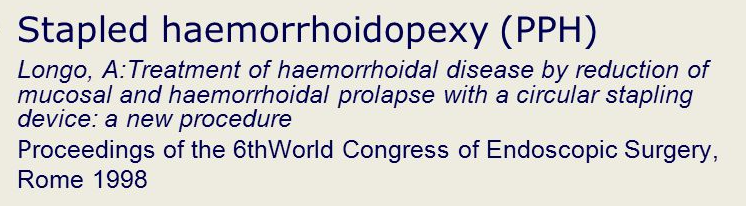 Stapled haemorrhoidopexy (PPH)
Longo, A:Treatment of haemorrhoidal disease by reduction of
mucosal and haemorrhoidal prolapse with a circular stapling
device: a new procedure
Proceedings of the 6thWorld Congress of Endoscopic Surgery,
Rome 1998